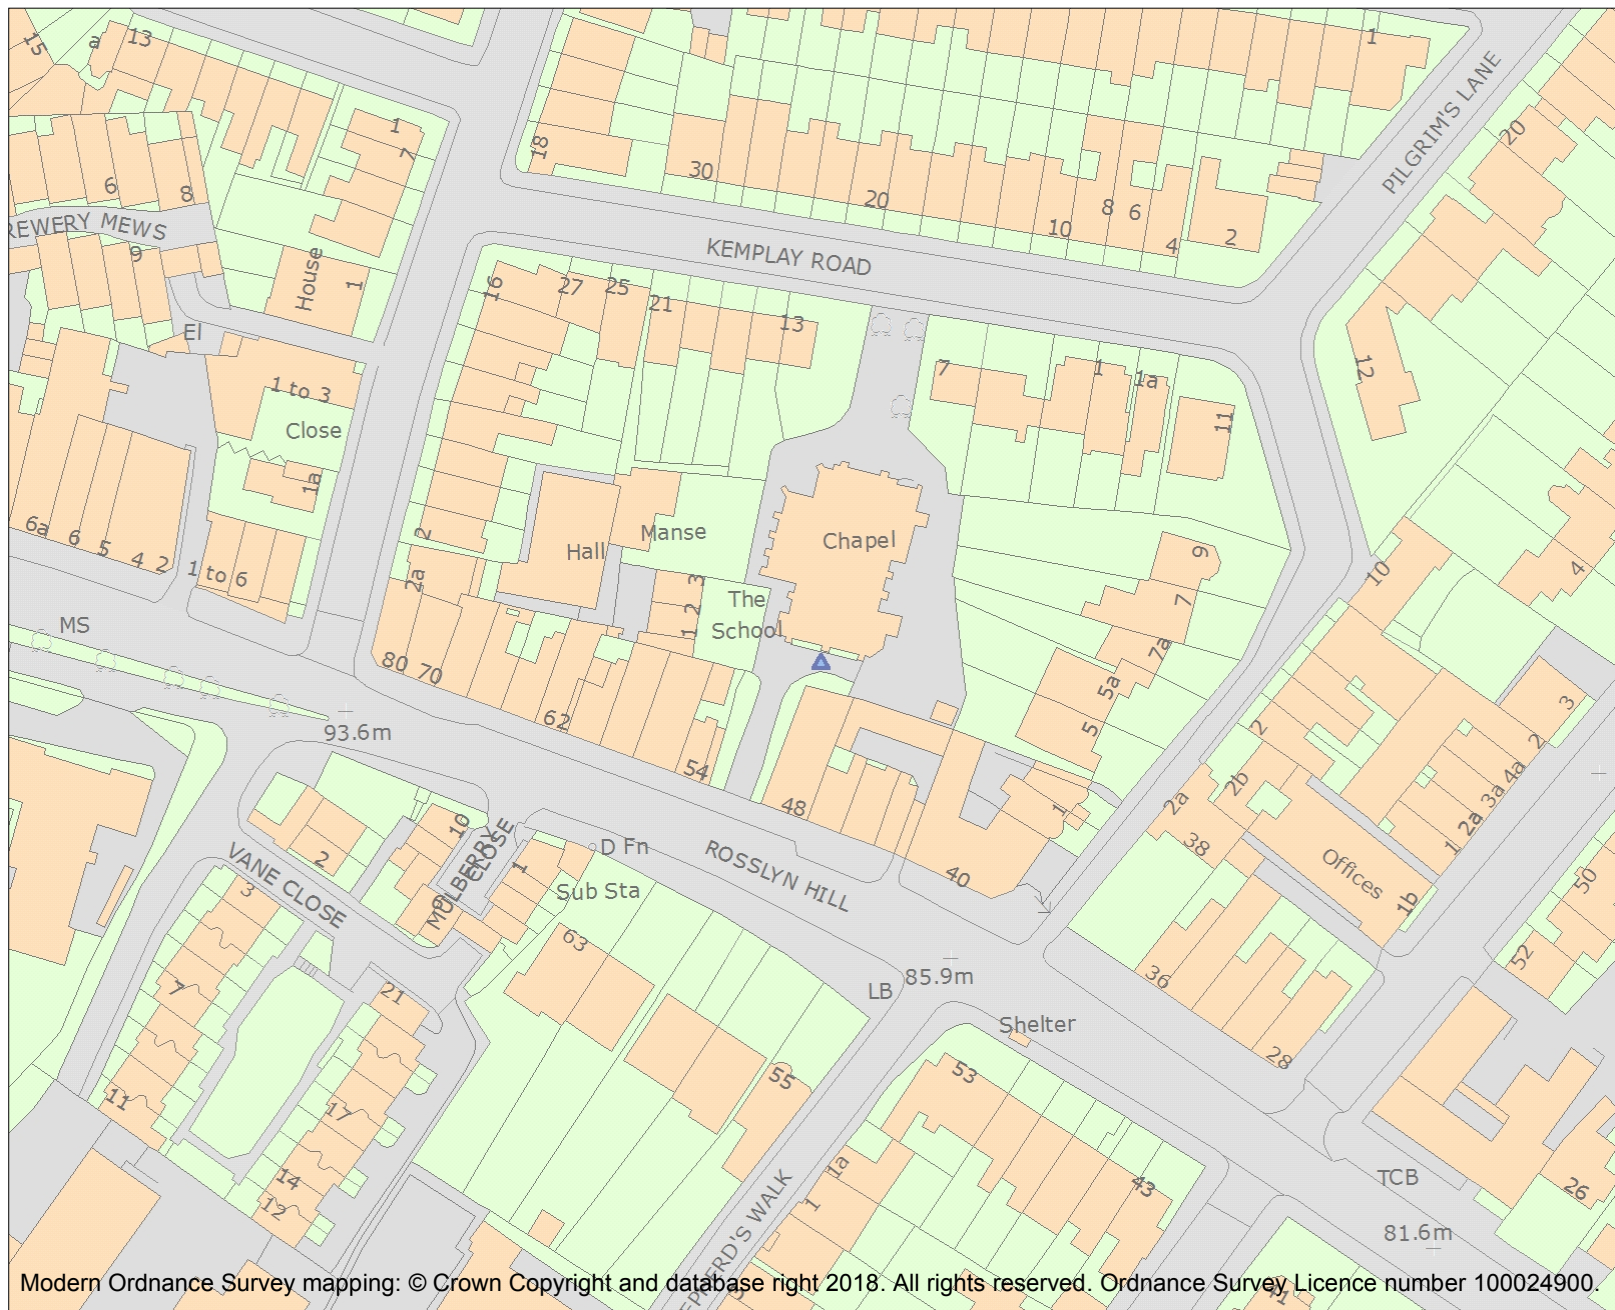 15
a
13
1
7
6
8
REWERY MEWS
9
House
1
El
1 to 3
Close
1a
6a
6
5
4
2
1 to 6
MS
18
30
20
10
8
6
4
2
1
PILGRIM'S LANE
20
KEMPLAY ROAD
16
27
25
21
13
7
1
1a
11
12
2
2a
Hall
Manse
Chapel
3
2
1
The
School
9
7
7a
5a
5
10
4
80
70
62
54
48
40
1
93.6m
2
2b
2a
38
Offices
1b
3
2
4a
3a
2a
1
50
52
ROSSLYN HILL
D Fn
Sub Sta
MULBERRY
CLOSE
10
1
VANE CLOSE
2
3
7
11
21
17
14
12
63
55
LB
85.9m
Shelter
36
28
53
43
1a
1
EPHERD'S WALK
TCB
26
81.6m
41
Modern Ordnance Survey mapping: © Crown Copyright and database right 2018. All rights reserved. Ordnance Survey Licence number 100024900.